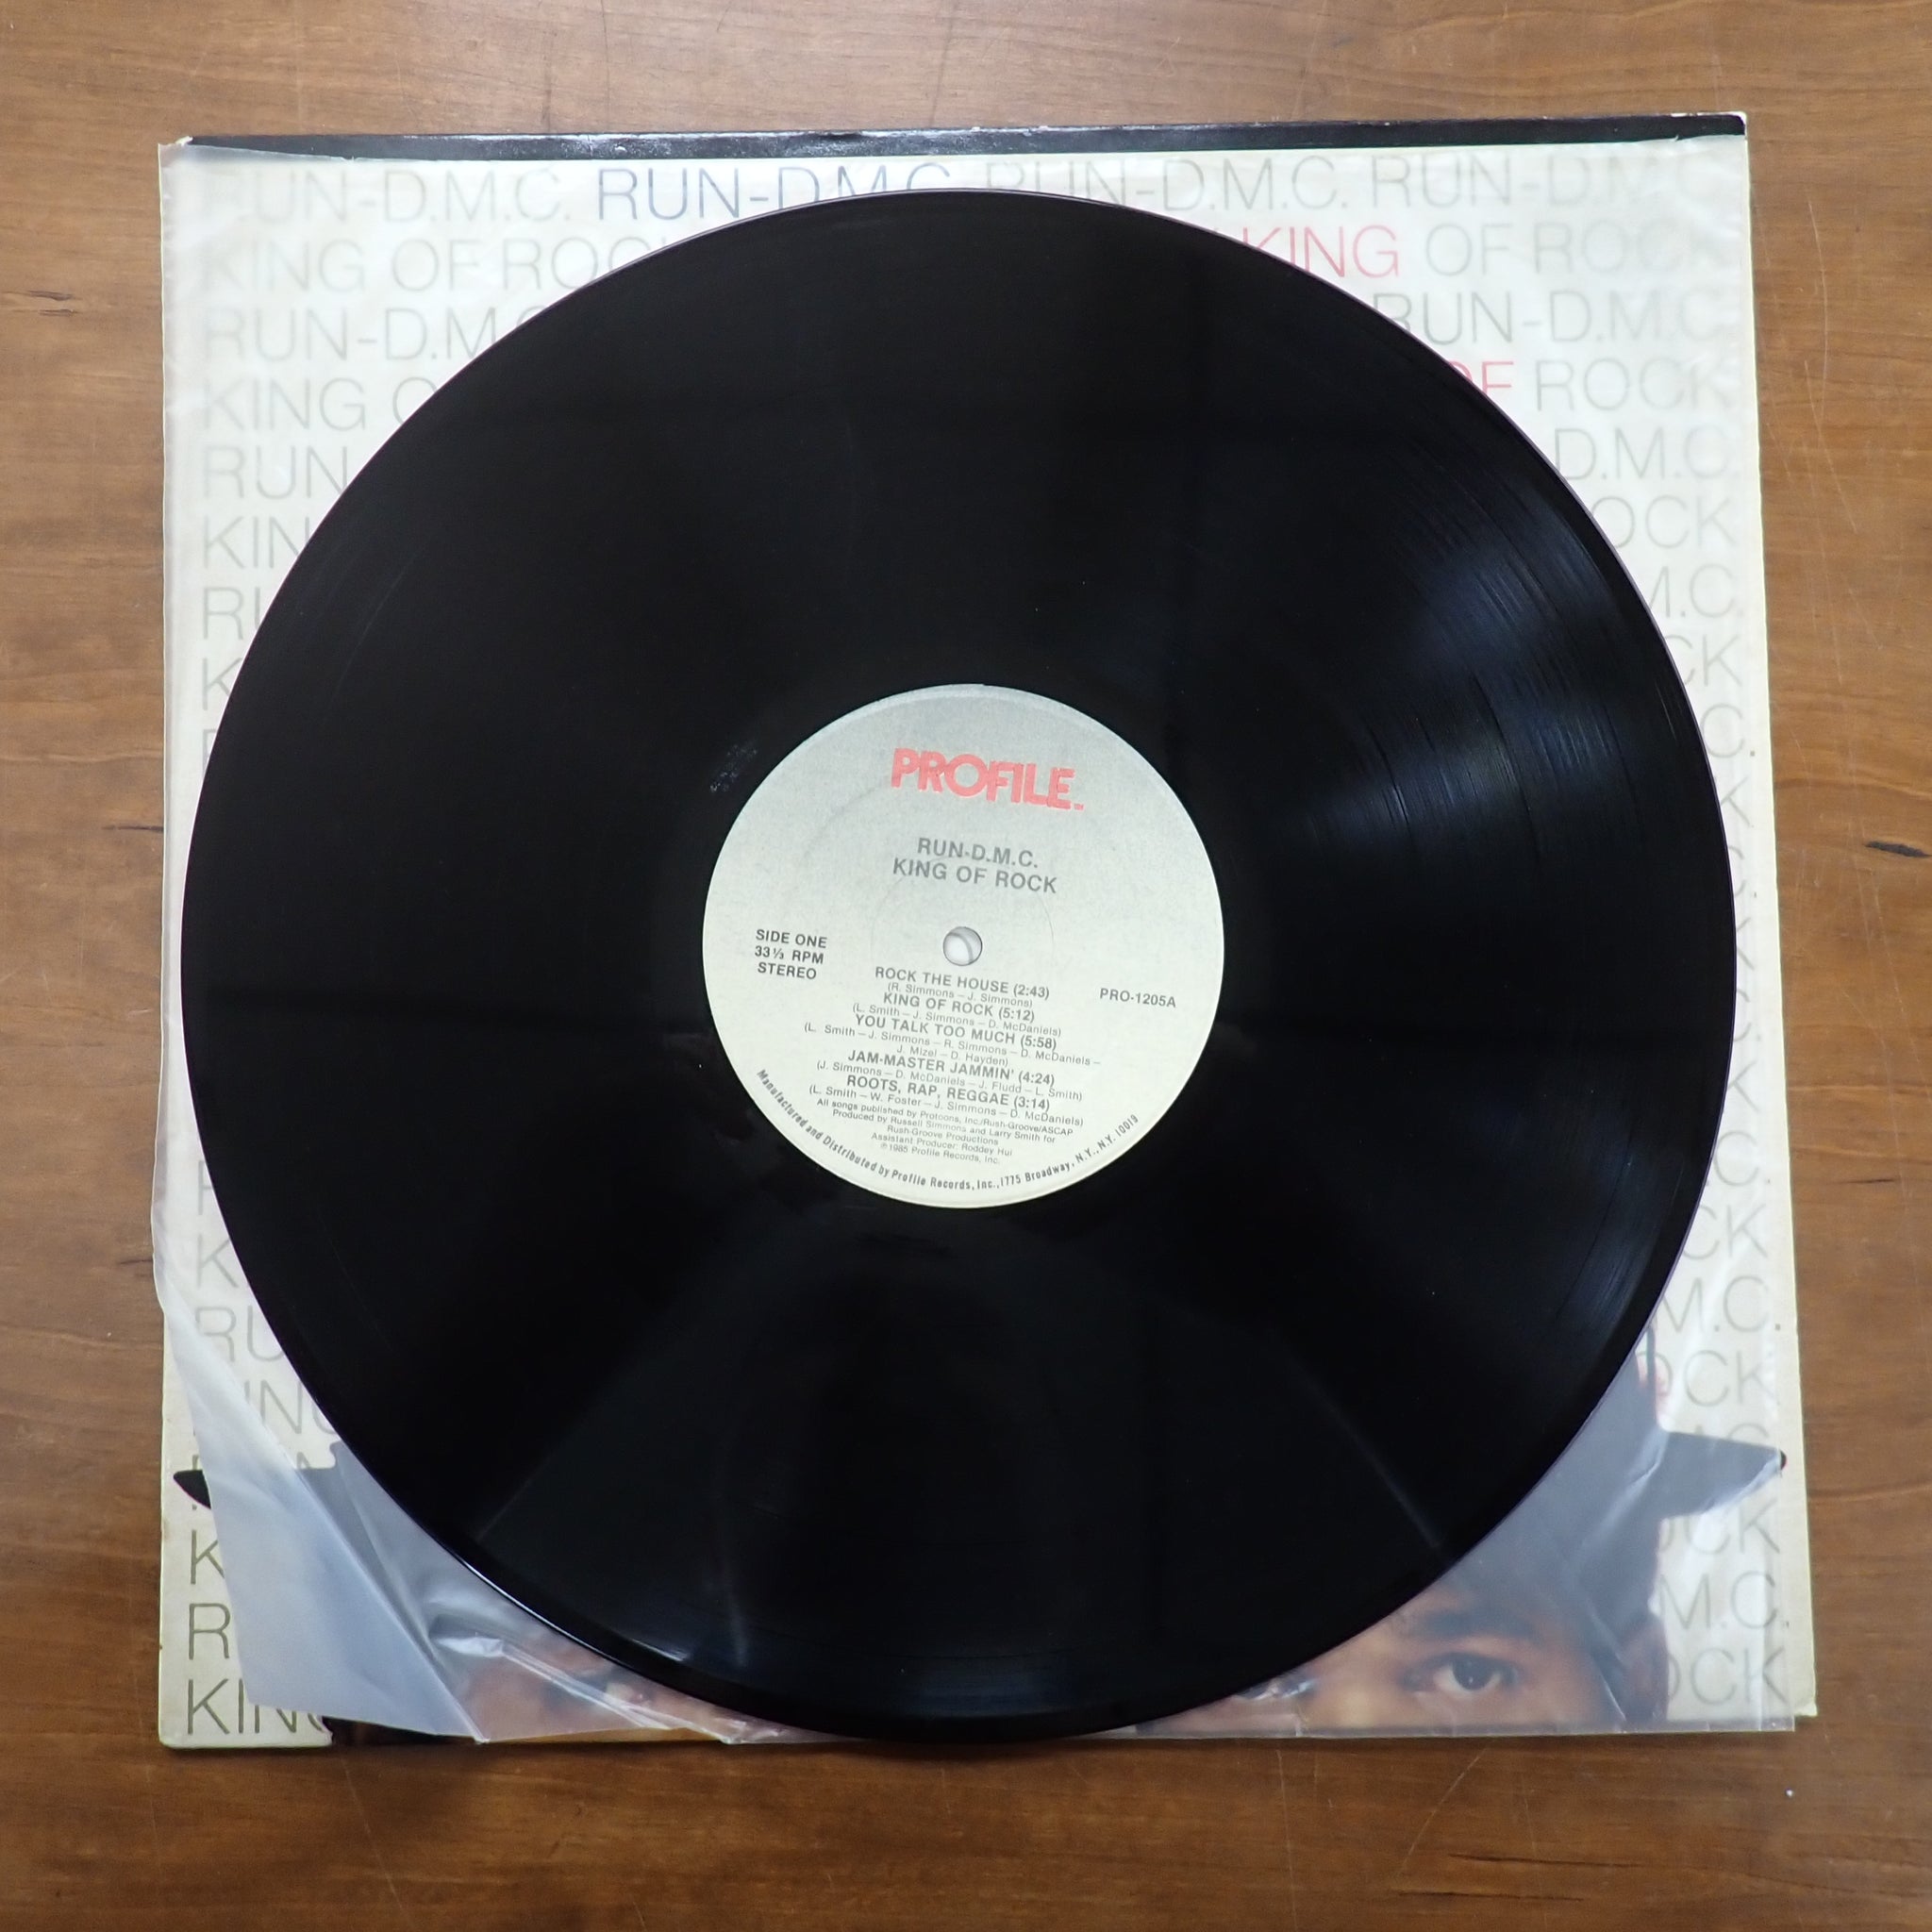 RUN-D.M.C. RUN-D.M.C. RUN-D.M.C. RUN-D.M.C.
KING OF ROCK KING OF ROCK
RUN-D.M.C. RUN-D.M.C.
KING OF ROCK
RUN D.M.C.
KING ROCK
PROFILE
RUN-D.M.C.
KING OF ROCK
SIDE ONE
33⅓ RPM
STEREO
PRO-1205A
ROCK THE HOUSE (2:43)
(R. Simmons – J. Simmons)
KING OF ROCK (5:12)
(L. Smith – J. Simmons – D. McDaniels)
YOU TALK TOO MUCH (5:58)
(L. Smith – J. Simmons – R. Simmons – D. McDaniels –
J. Mizel – D. Hayden)
JAM-MASTER JAMMIN' (4:24)
(J. Simmons – D. McDaniels – J. Fludd – L. Smith)
ROOTS, RAP, REGGAE (3:14)
(L. Smith – W. Foster – J. Simmons – D. McDaniels)
All songs published by Protoons, Inc./Rush-Groove/ASCAP
Produced by Russell Simmons and Larry Smith for
Rush-Groove Productions
Assistant Producer: Roddey Hui
℗1985 Profile Records, Inc.
Manufactured and Distributed by Profile Records, Inc., 1775 Broadway, N.Y., N.Y. 10019